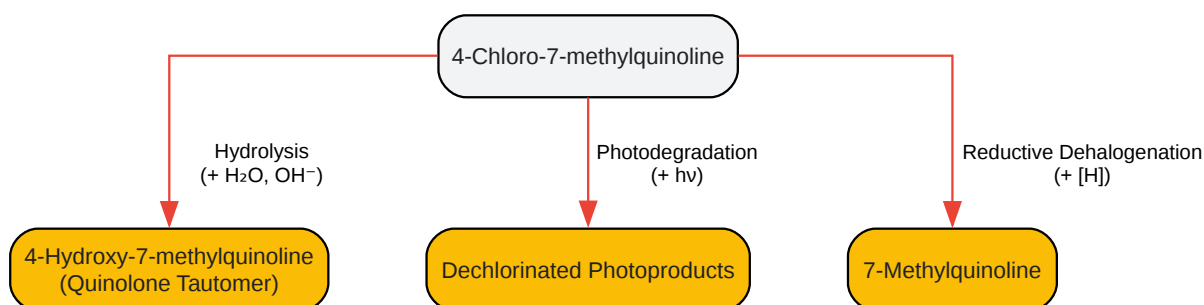 4-Chloro-7-methylquinoline
Hydrolysis
(+ H₂O, OH⁻)
Photodegradation
(+ hν)
Reductive Dehalogenation
(+ [H])
4-Hydroxy-7-methylquinoline
(Quinolone Tautomer)
Dechlorinated Photoproducts
7-Methylquinoline